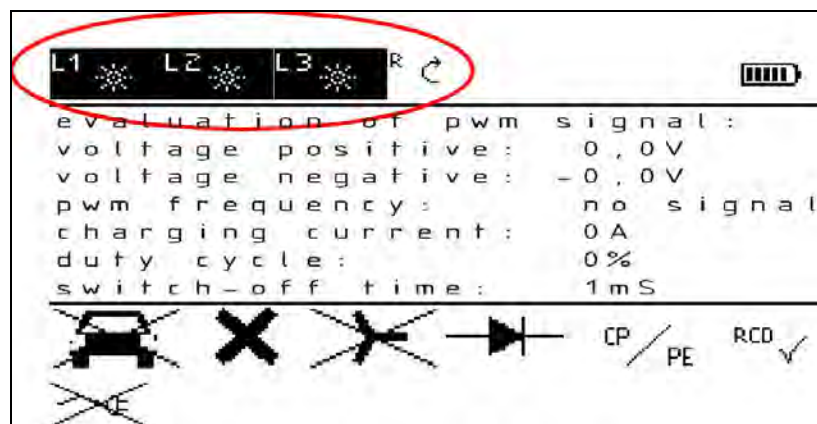 L1 L2 L3 R
evaluation of pwm signal:
voltage positive: 0,0V
voltage negative: -0,0V
pwm frequency: no signal
charging current: 0A
duty cycle: 0%
switch-off time: 1mS
CP/PE RCD